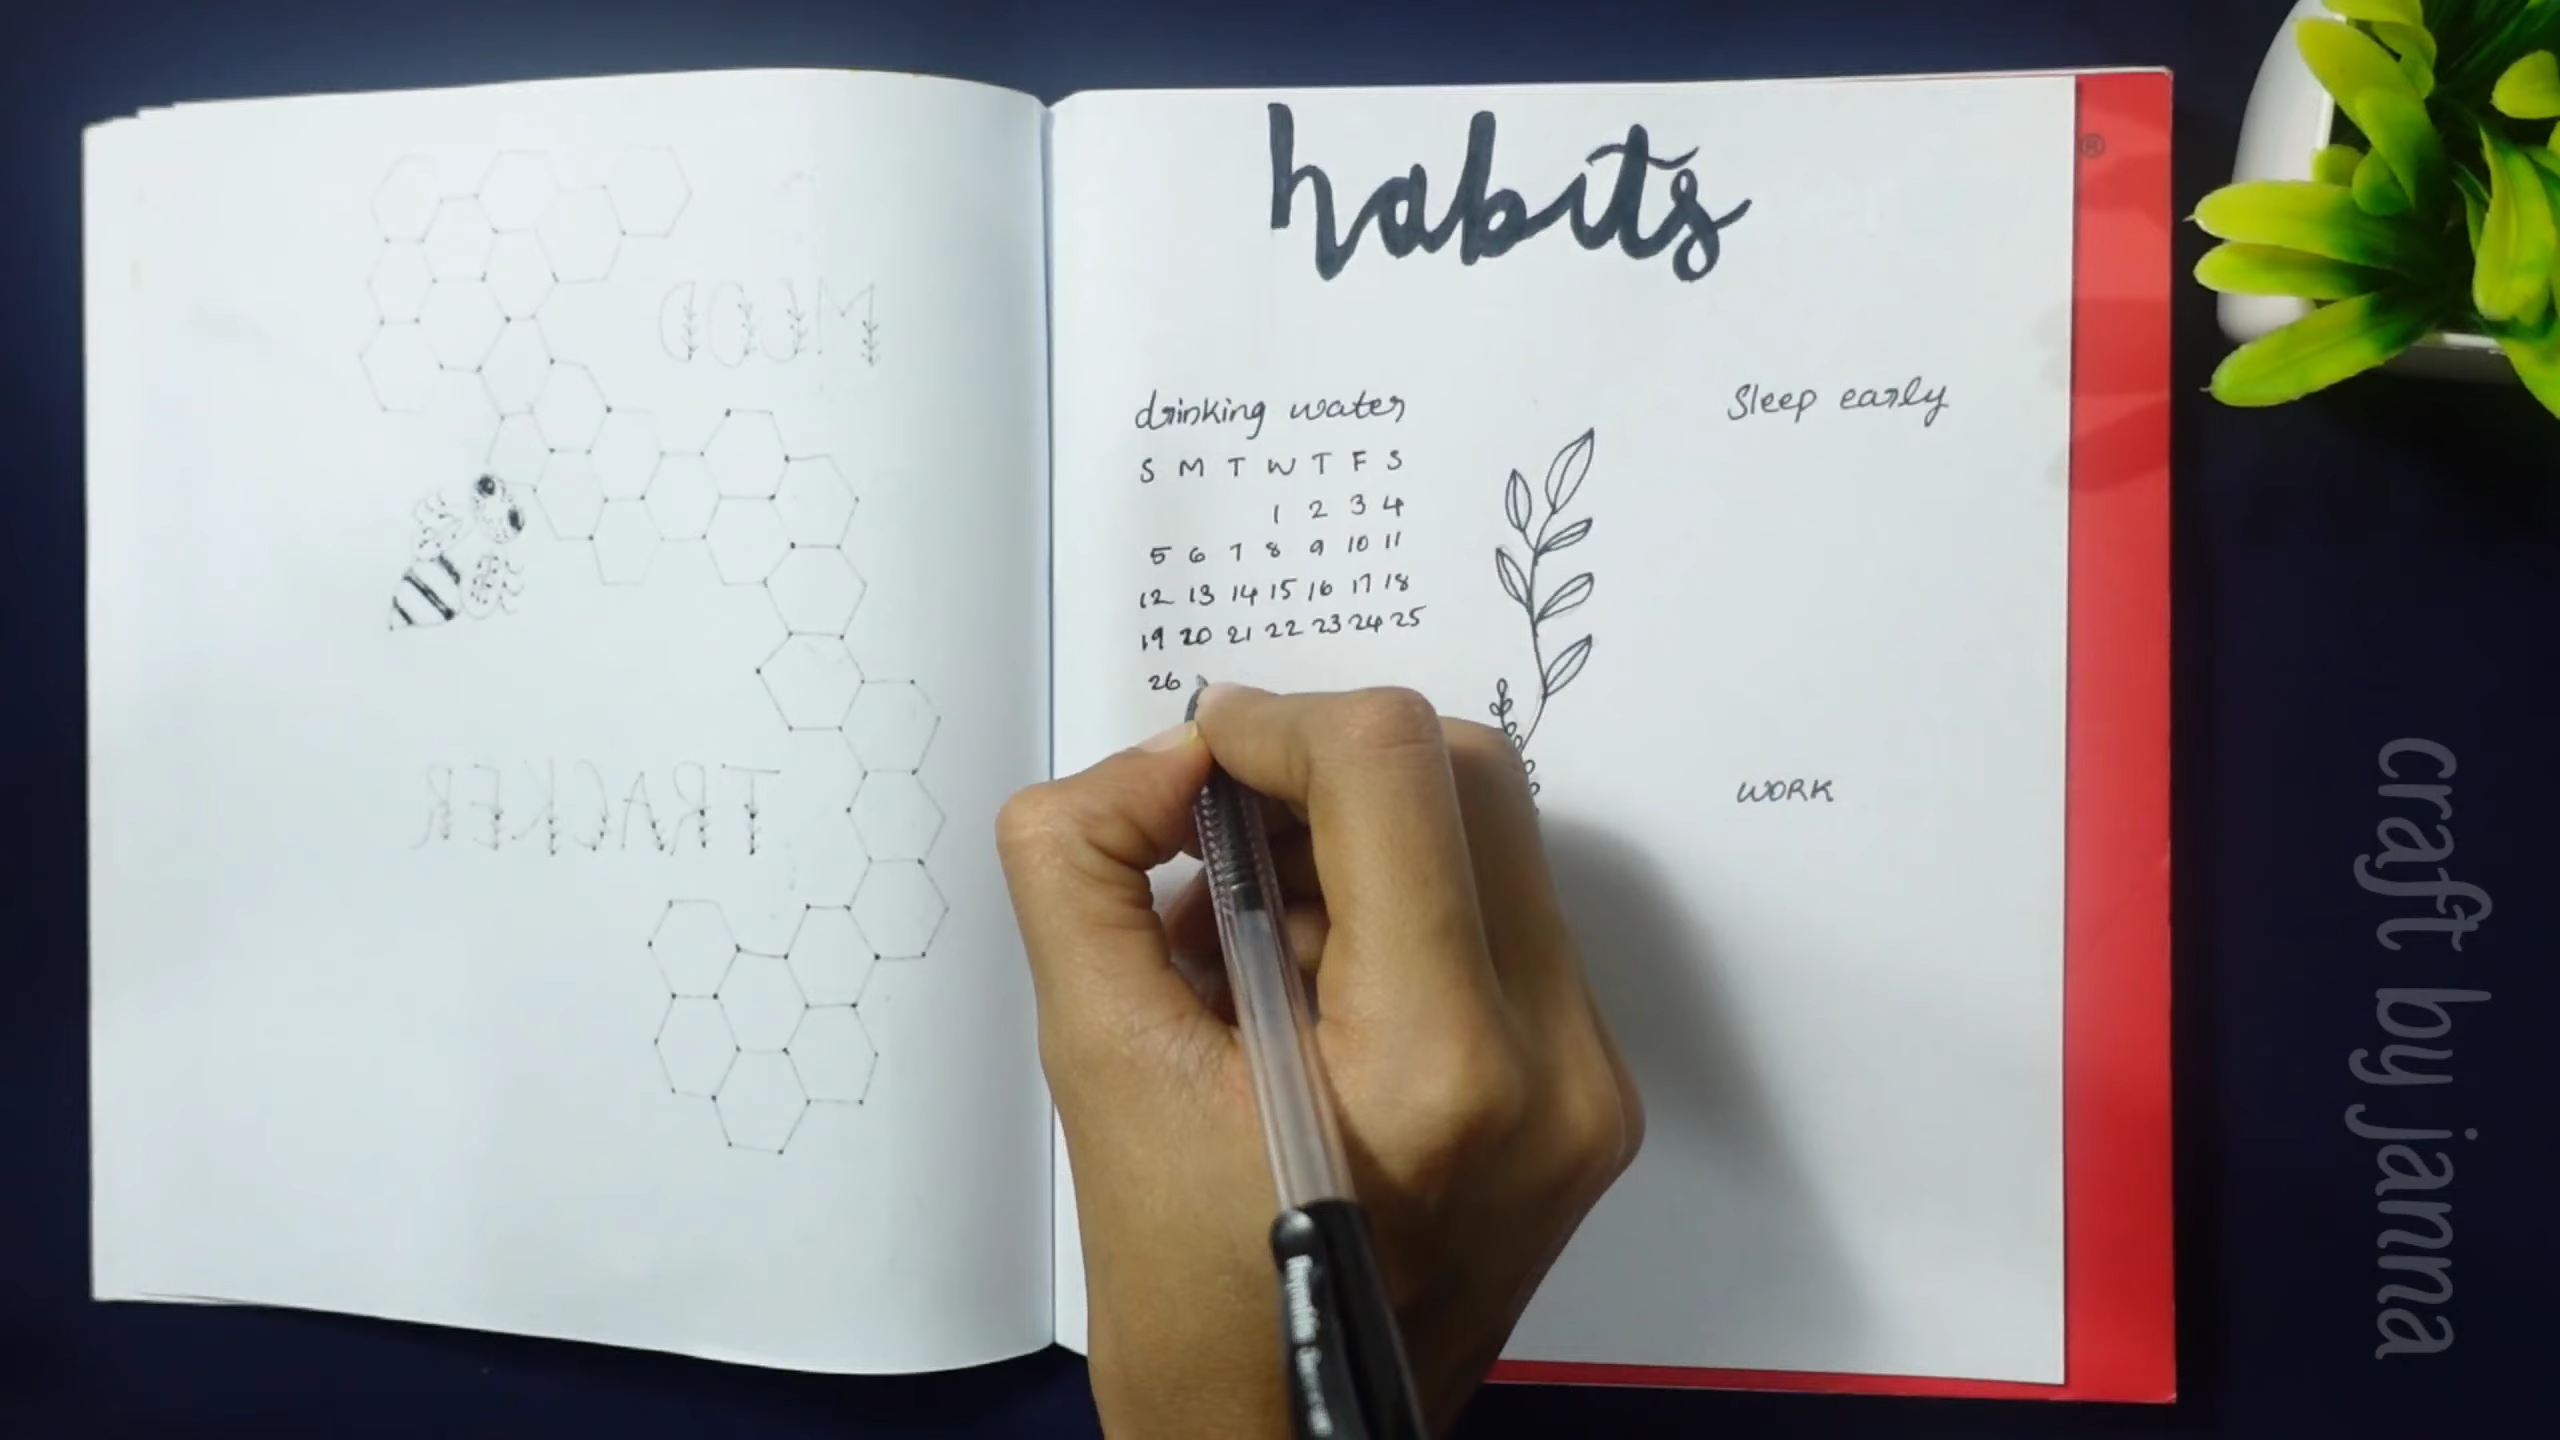 MOOD
TRACKER
habits
drinking water
S M T W T F S
1 2 3 4
5 6 7 8 9 10 11
12 13 14 15 16 17 18
19 20 21 22 23 24 25
26
Sleep early
WORK
®
craft by janna
Reynolds